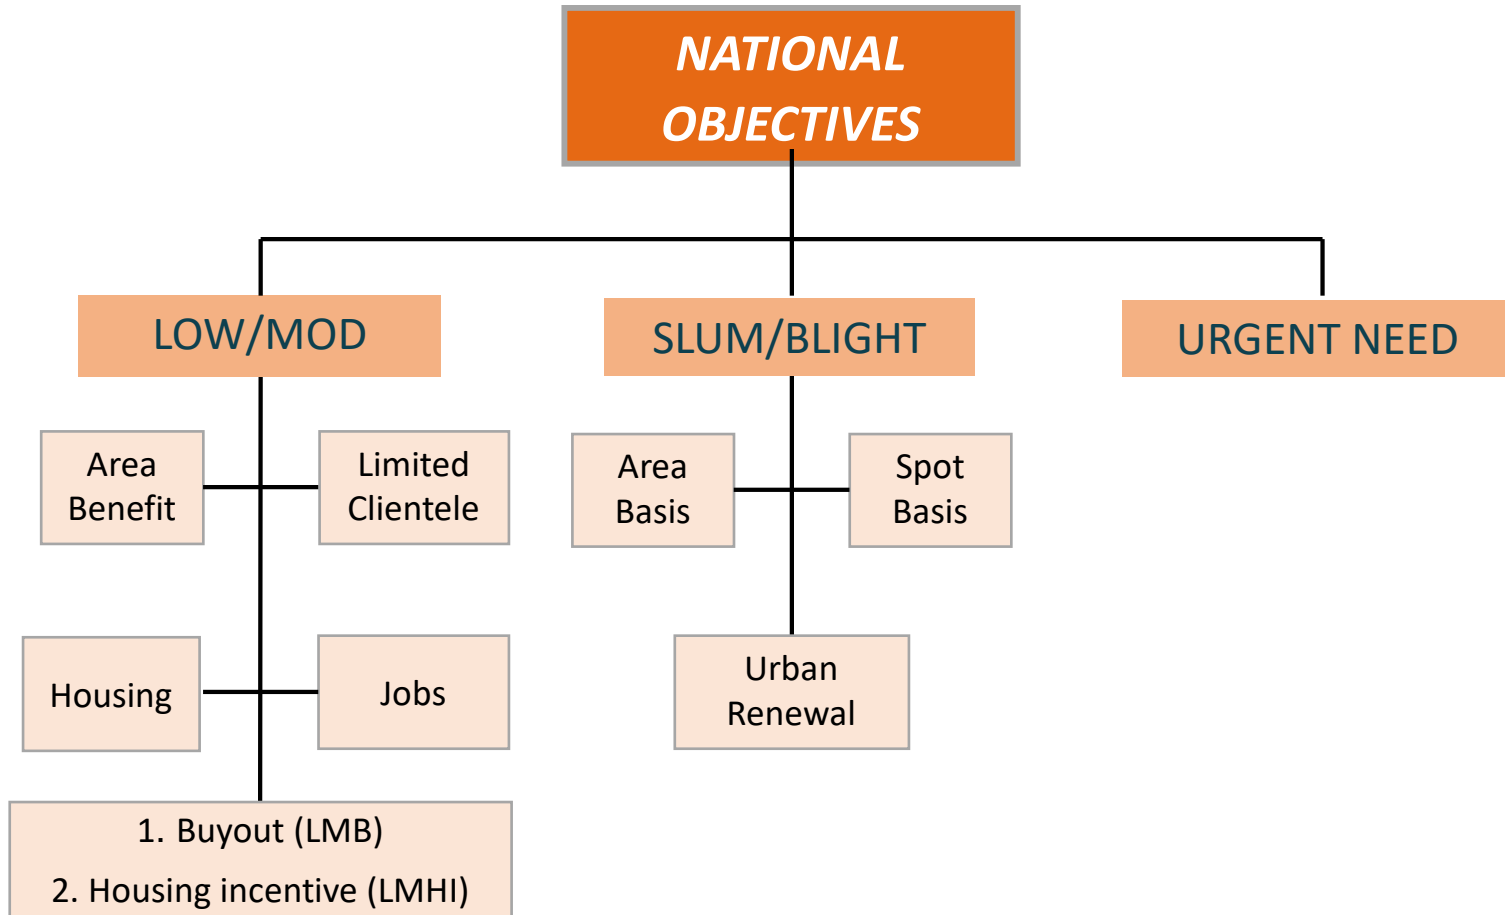 NATIONAL
OBJECTIVES
LOW/MOD
SLUM/BLIGHT
URGENT NEED
Area
Benefit
Limited
Clientele
Area
Basis
Spot
Basis
Housing
Jobs
Urban
Renewal
1. Buyout (LMB)
2. Housing incentive (LMHI)